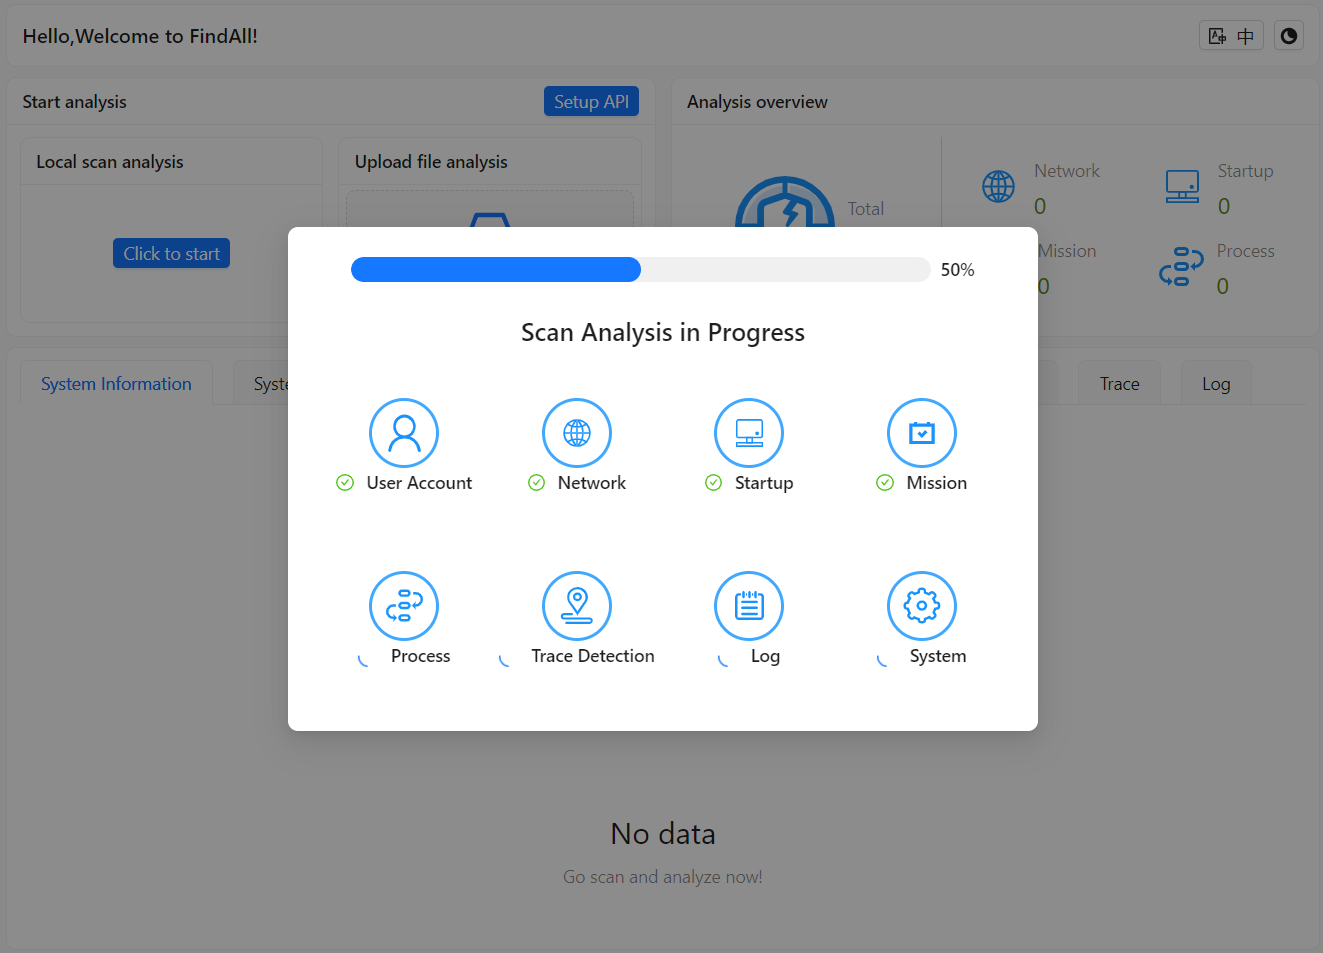 Hello,Welcome to FindAll!
中
Start analysis
Setup API
Analysis overview
Local scan analysis
Upload file analysis
Click to start
Total
Network
0
Startup
0
Mission
0
Process
0
50%
Scan Analysis in Progress
User Account
Network
Startup
Mission
Process
Trace Detection
Log
System
System Information
Trace
Log
No data
Go scan and analyze now!